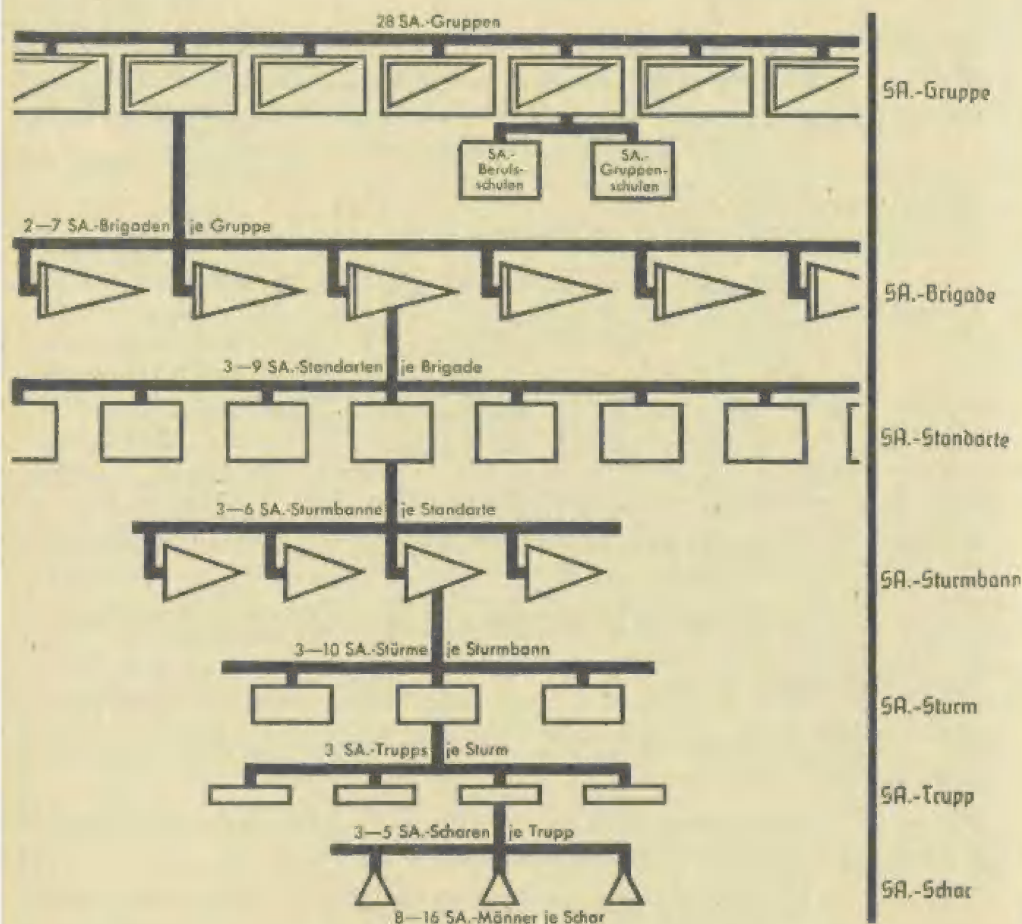 28 SA.-Gruppen
SA.-Gruppe
SA.-
Berufs-
schulen
SA.-
Gruppen-
schulen
2—7 SA.-Brigaden je Gruppe
SA.-Brigade
3—9 SA.-Standarten je Brigade
SA.-Standarte
3—6 SA.-Sturmbanne je Standarte
SA.-Sturmbann
3—10 SA.-Stürme je Sturmbann
SA.-Sturm
3 SA.-Trupps je Sturm
SA.-Trupp
3—5 SA.-Scharen je Trupp
SA.-Schar
8—16 SA.-Männer je Schar